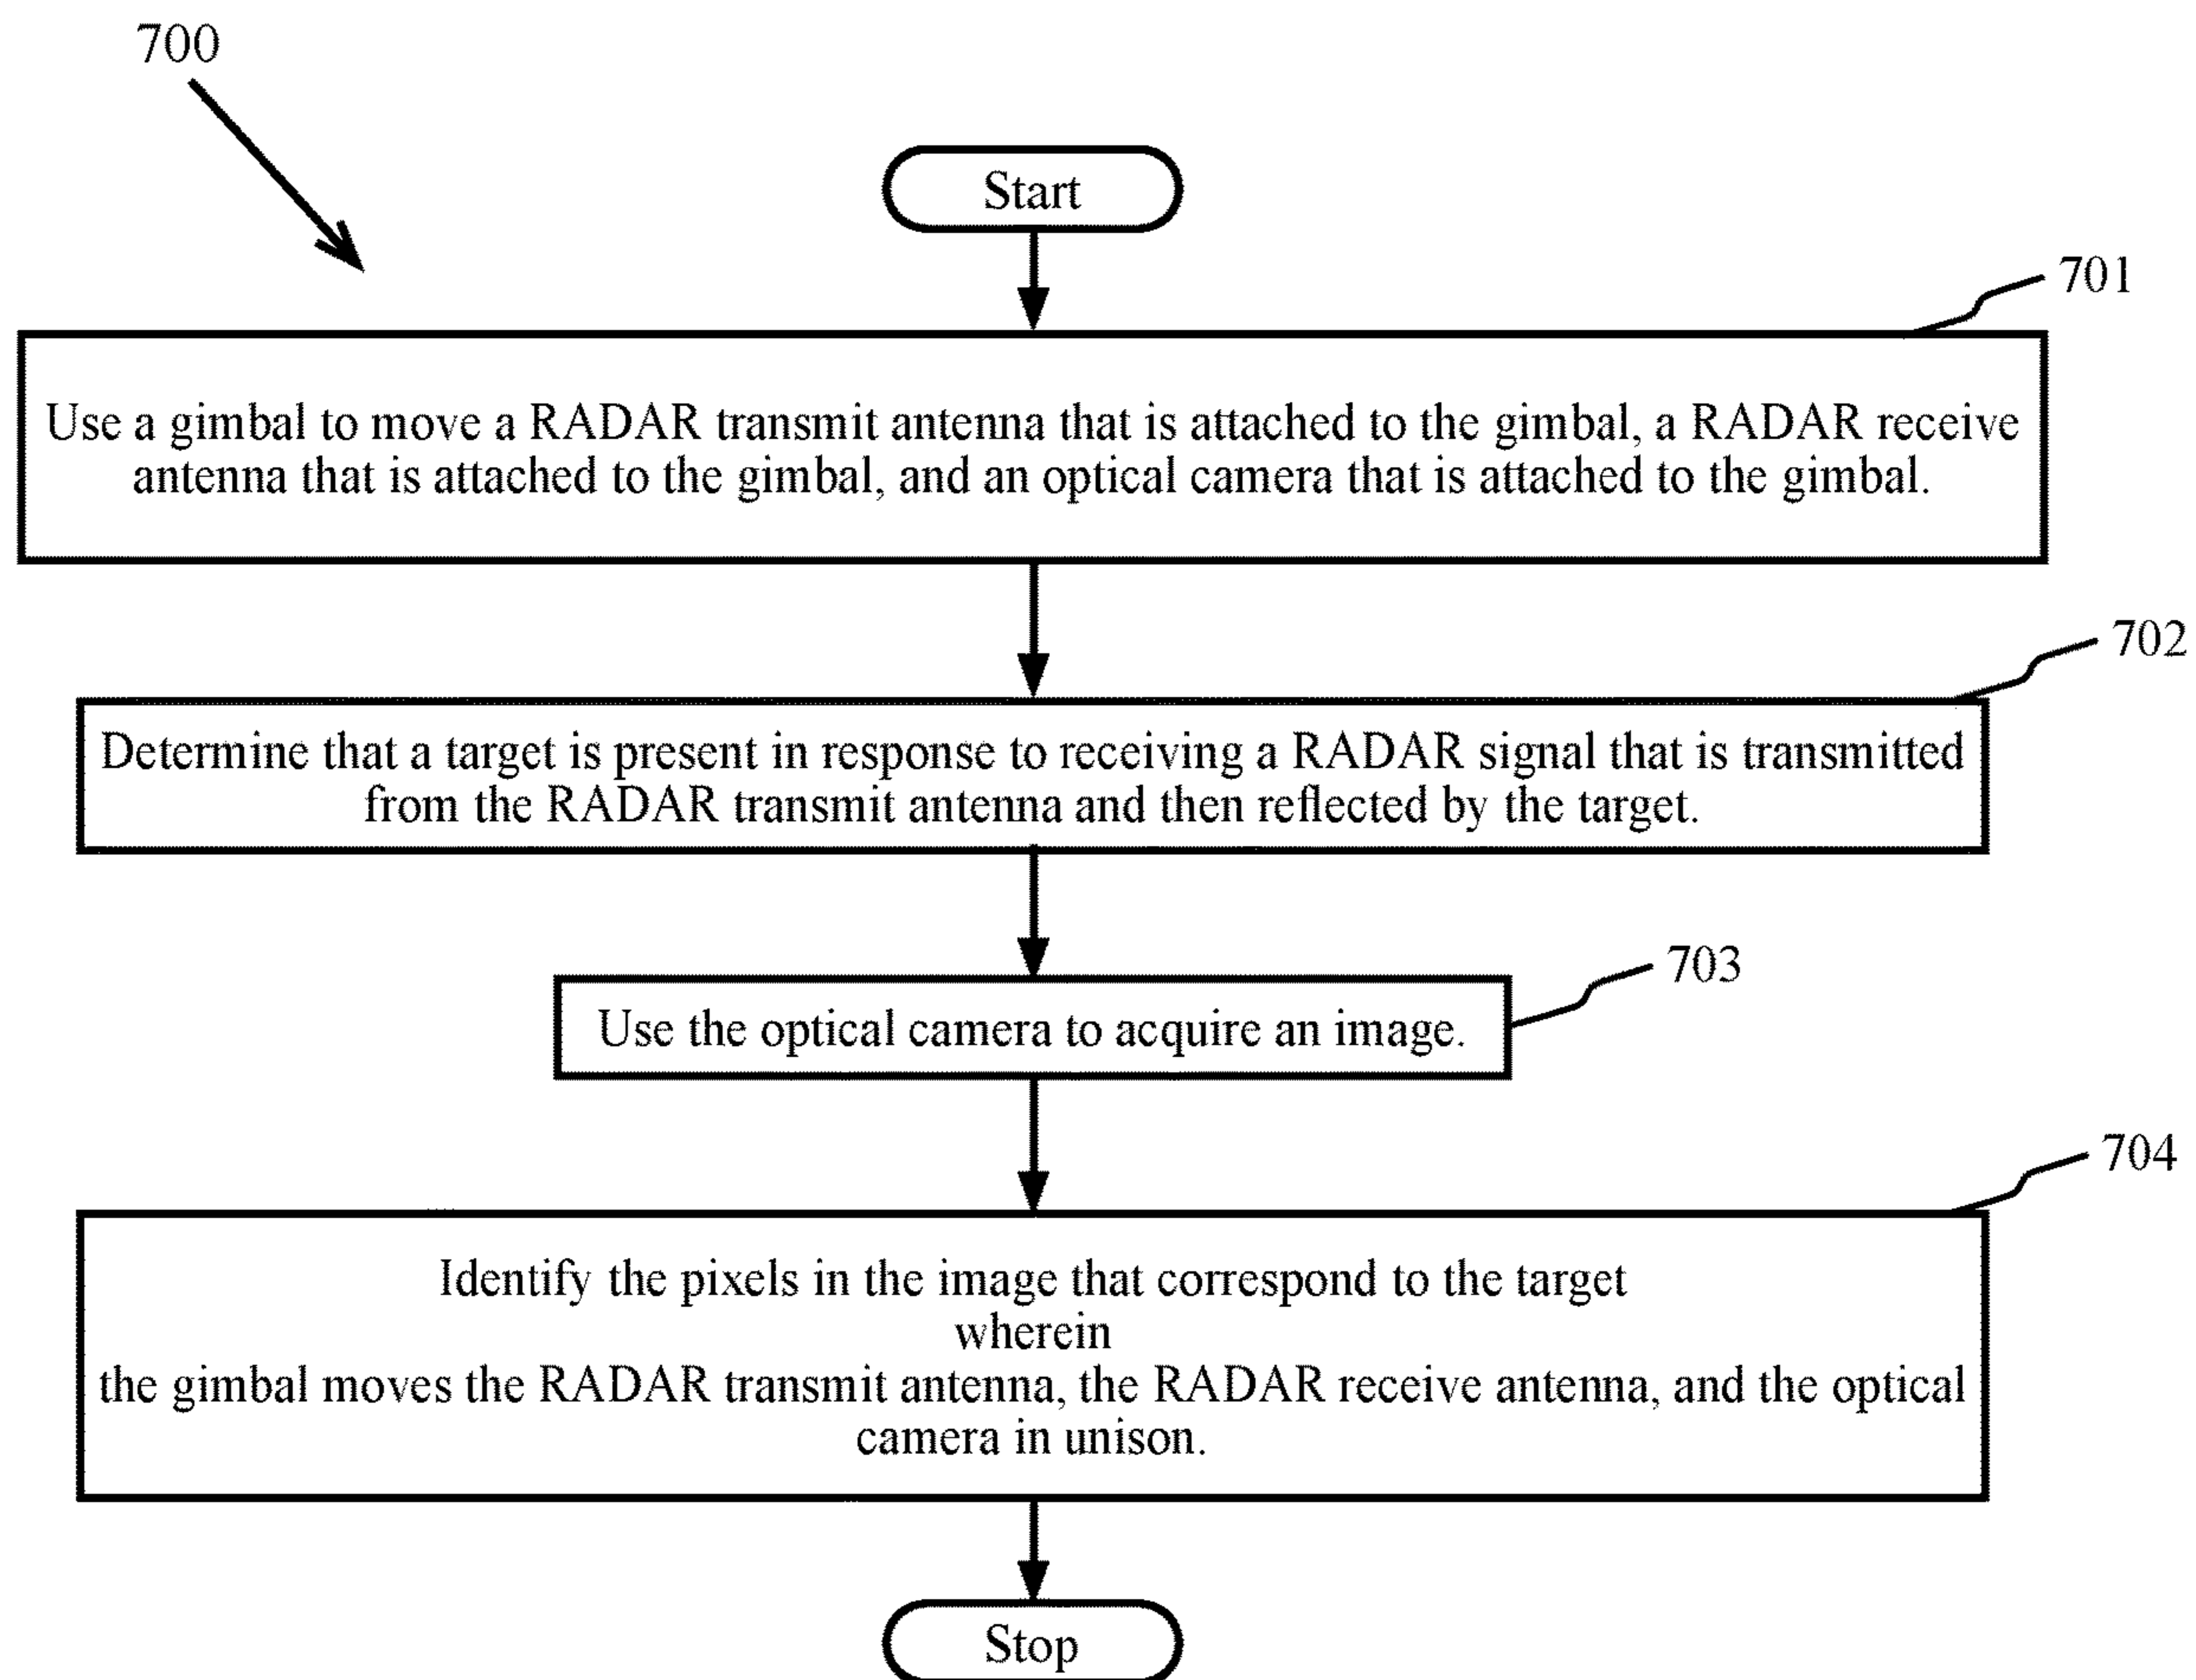 700
Start
701
Use a gimbal to move a RADAR transmit antenna that is attached to the gimbal, a RADAR receive
antenna that is attached to the gimbal, and an optical camera that is attached to the gimbal.
702
Determine that a target is present in response to receiving a RADAR signal that is transmitted
from the RADAR transmit antenna and then reflected by the target.
703
Use the optical camera to acquire an image.
704
Identify the pixels in the image that correspond to the target
wherein
the gimbal moves the RADAR transmit antenna, the RADAR receive antenna, and the optical
camera in unison.
Stop